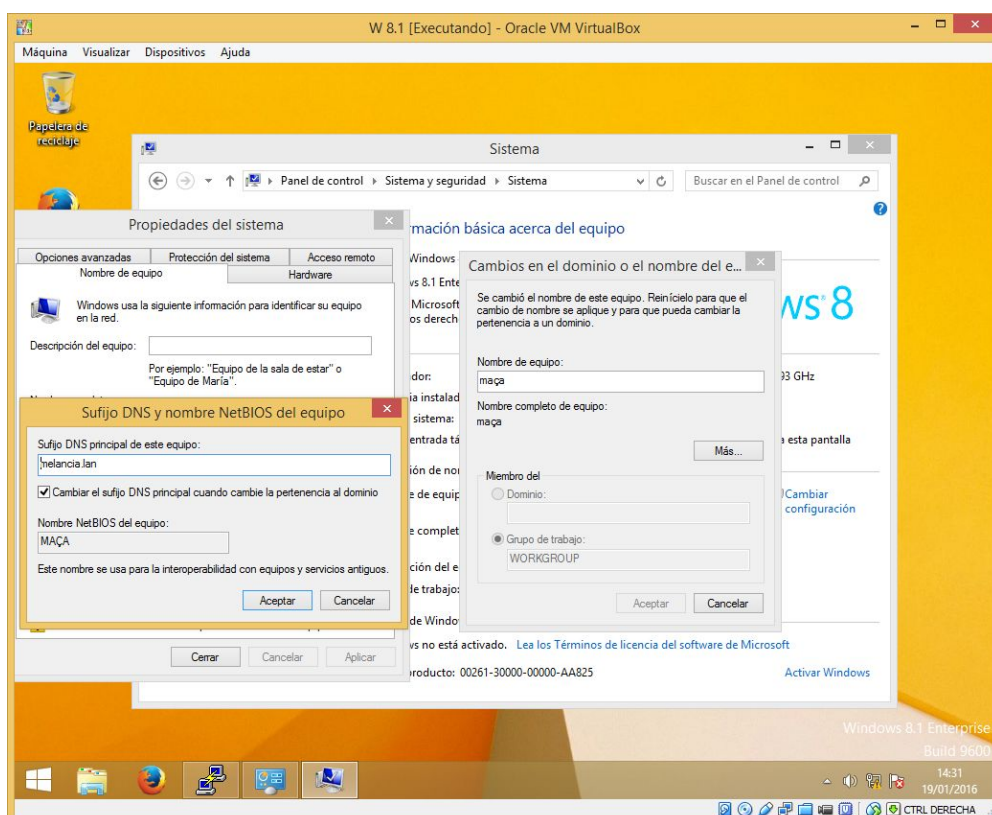 W 8.1 [Executando] - Oracle VM VirtualBox
Máquina Visualizar Dispositivos Ajuda
Papelera de
reciclaje
Sistema
Panel de control Sistema y seguridad Sistema
Buscar en el Panel de control
Propiedades del sistema
Opciones avanzadas Protección del sistema Acceso remoto
Nombre de equipo Hardware
Windows usa la siguiente información para identificar su equipo
en la red.
Descripción del equipo:
Por ejemplo: "Equipo de la sala de estar" o
"Equipo de María".
Sufijo DNS y nombre NetBIOS del equipo
Sufijo DNS principal de este equipo:
melancia.lan
Cambiar el sufijo DNS principal cuando cambie la pertenencia al dominio
Nombre NetBIOS del equipo:
MAÇA
Este nombre se usa para la interoperabilidad con equipos y servicios antiguos.
Aceptar Cancelar
Cerrar Cancelar Aplicar
rmación básica acerca del equipo
Windows
vs 8.1 Ente
Microsoft
os derech
ws 8
dor:
93 GHz
ia instalad
sistema:
entrada tá
a esta pantalla
ión de nor
e de equip
Cambiar
configuración
e complet
ción del e
de trabajo:
de Windo
Cambios en el dominio o el nombre del e...
Se cambió el nombre de este equipo. Reinícielo para que el
cambio de nombre se aplique y para que pueda cambiar la
pertenencia a un dominio.
Nombre de equipo:
maça
Nombre completo de equipo:
maça
Más...
Miembro del
Dominio:
Grupo de trabajo:
WORKGROUP
Aceptar Cancelar
vs no está activado. Lea los Términos de licencia del software de Microsoft
producto: 00261-30000-00000-AA825 Activar Windows
Windows 8.1 Enterprise
Build 9600
14:31
19/01/2016
CTRL DERECHA